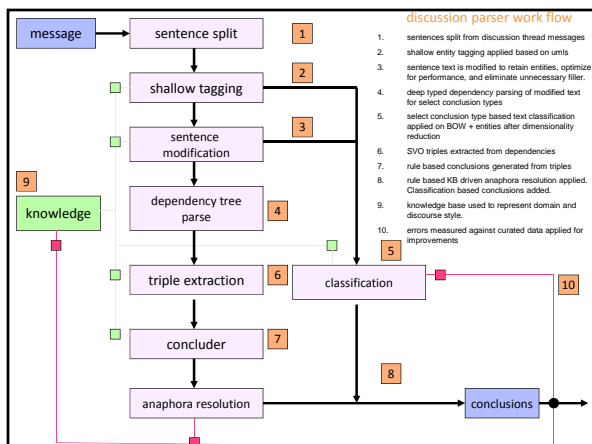 discussion parser work flow
message
sentence split
1
shallow tagging
2
sentence
modification
3
9
knowledge
dependency tree
parse
4
triple extraction
6
5
classification
10
concluder
7
anaphora resolution
8
conclusions
1. sentences split from discussion thread messages
2. shallow entity tagging applied based on umls
3. sentence text is modified to retain entities, optimize
for performance, and eliminate unnecessary filler.
4. deep typed dependency parsing of modified text
for select conclusion types
5. select conclusion type based text classification
applied on BOW + entities after dimensionality
reduction
6. SVO triples extracted from dependencies
7. rule based conclusions generated from triples
8. rule based KB driven anaphora resolution applied.
Classification based conclusions added.
9. knowledge base used to represent domain and
discourse style.
10. errors measured against curated data applied for
improvements